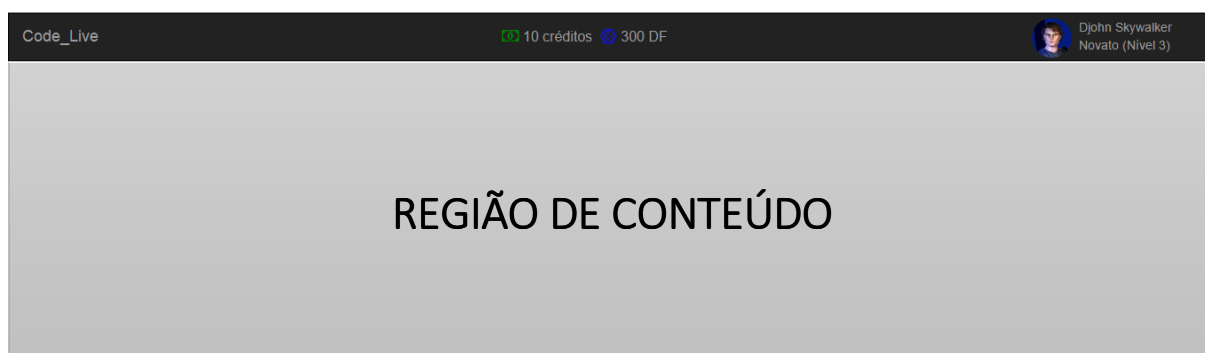 Code_Live
10 créditos 300 DF
Djohn Skywalker
Novato (Nível 3)
REGIÃO DE CONTEÚDO